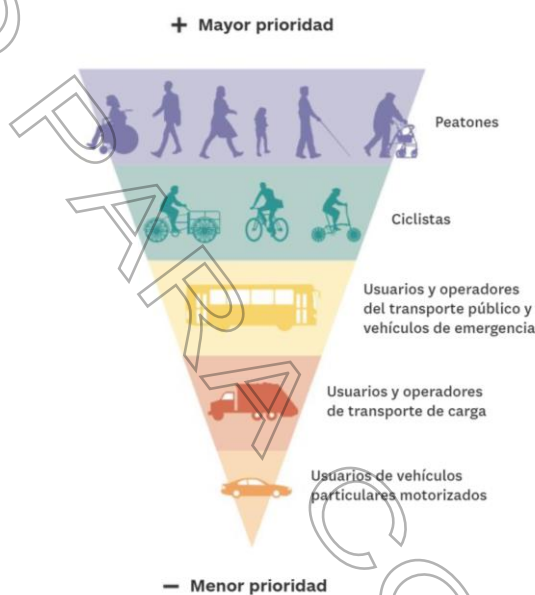 + Mayor prioridad
Peatones
Ciclistas
Usuarios y operadores
del transporte público y
vehículos de emergencia
Usuarios y operadores
de transporte de carga
Usuarios de vehículos
particulares motorizados
− Menor prioridad
PARA